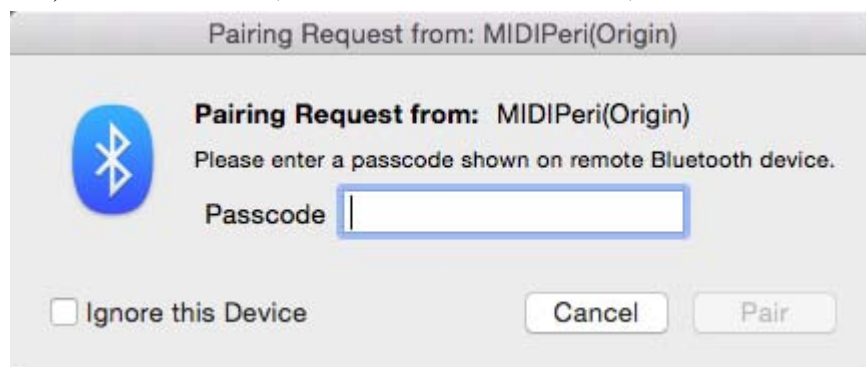 Pairing Request from: MIDIPeri(Origin)
Pairing Request from: MIDIPeri(Origin)
Please enter a passcode shown on remote Bluetooth device.
Passcode
Ignore this Device Cancel Pair